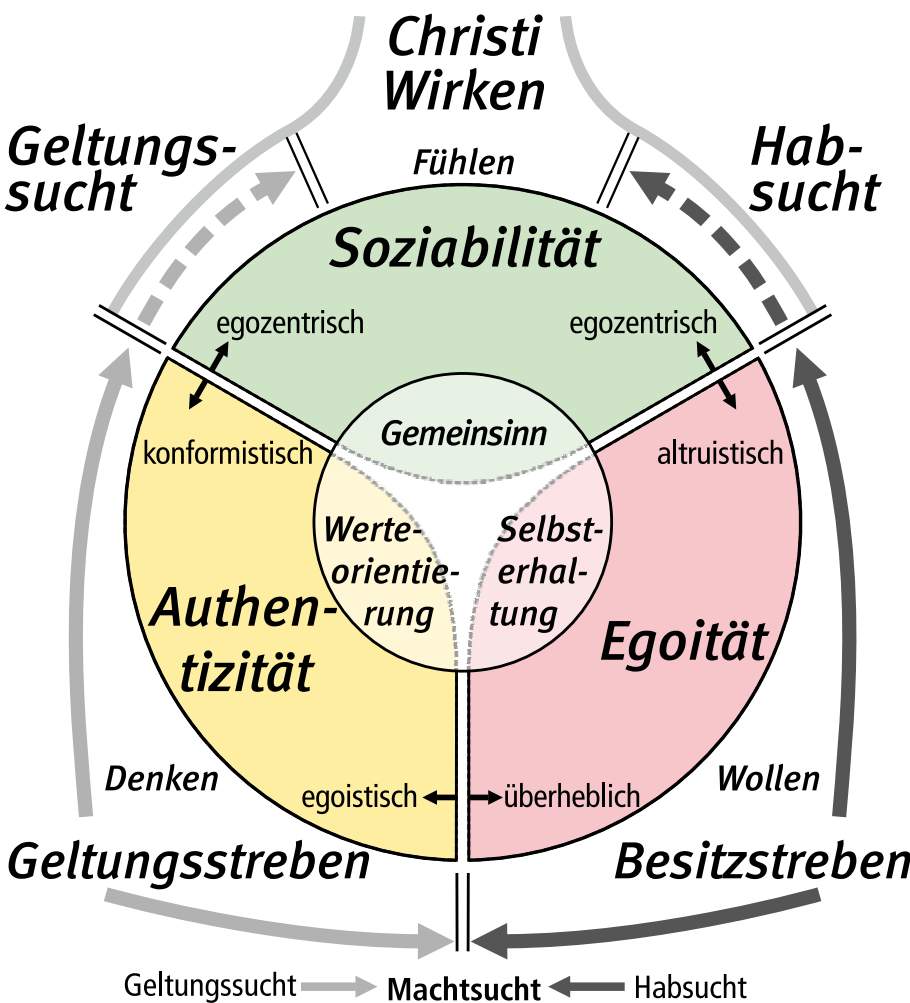 Christi
Wirken
Geltungs-
sucht
Hab-
sucht
Fühlen
Soziabilität
egozentrisch
egozentrisch
Gemeinsinn
konformistisch
altruistisch
Werte-
orientie-
rung
Selbst-
erhal-
tung
Authen-
tizität
Egoität
Denken
Wollen
egoistisch
überheblich
Geltungsstreben
Besitzstreben
Geltungssucht Machtsucht Habsucht